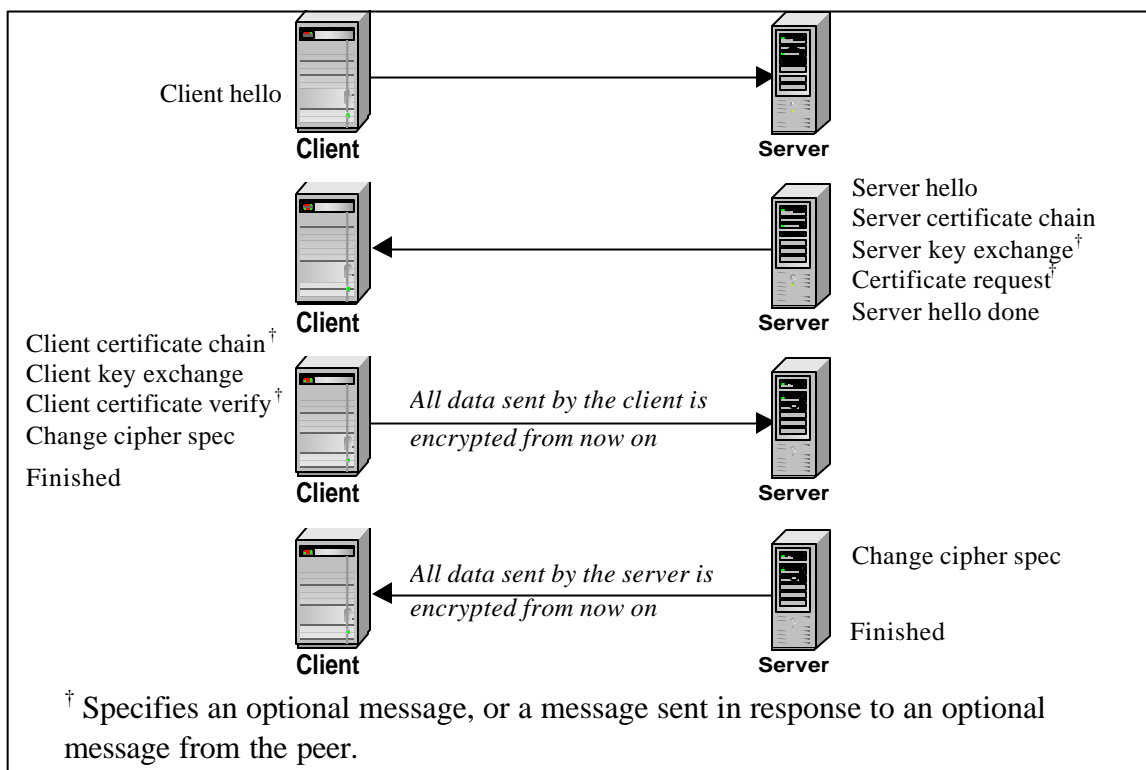 Client hello
Client
Server
Server hello
Server certificate chain
Server key exchange†
Certificate request†
Server hello done
Client
Server
Client certificate chain†
Client key exchange
Client certificate verify†
Change cipher spec
Finished
All data sent by the client is
encrypted from now on
Client
Server
All data sent by the server is
encrypted from now on
Change cipher spec
Finished
Client
Server
† Specifies an optional message, or a message sent in response to an optional
message from the peer.